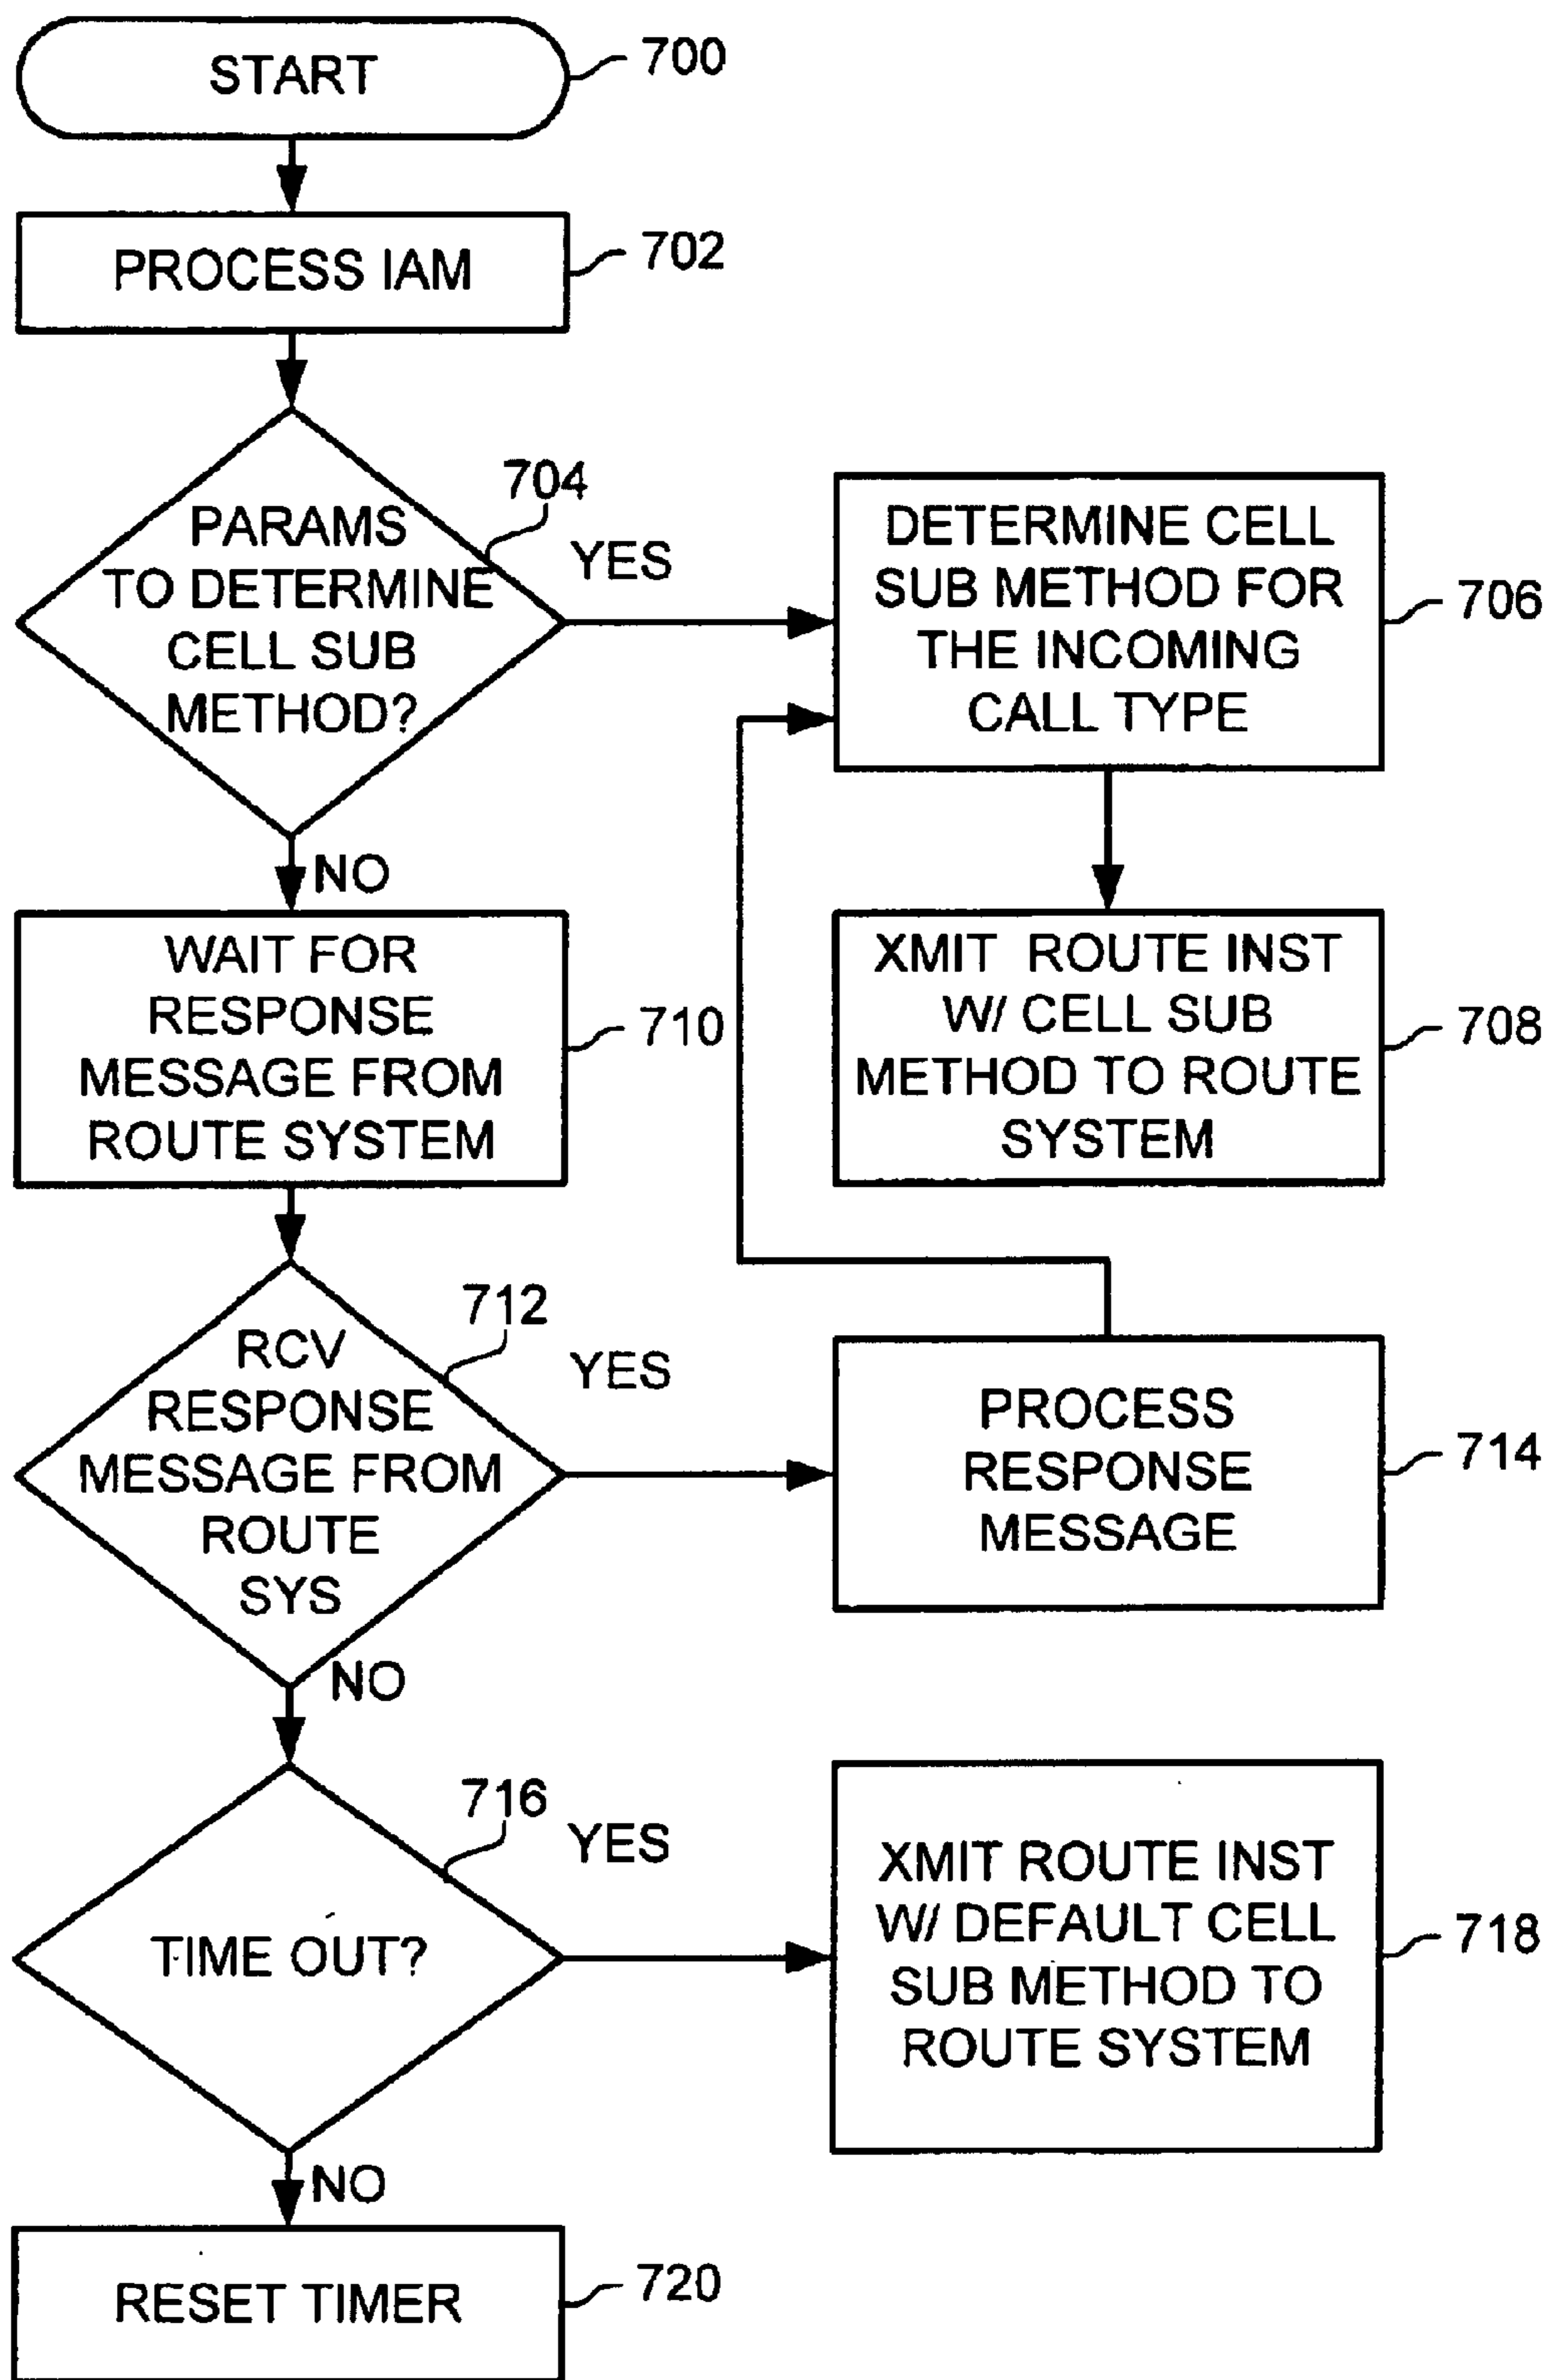 START
700
PROCESS IAM
702
PARAMS
TO DETERMINE
CELL SUB
METHOD?
704
YES
NO
DETERMINE CELL
SUB METHOD FOR
THE INCOMING
CALL TYPE
706
XMIT ROUTE INST
W/ CELL SUB
METHOD TO ROUTE
SYSTEM
708
WAIT FOR
RESPONSE
MESSAGE FROM
ROUTE SYSTEM
710
RCV
RESPONSE
MESSAGE FROM
ROUTE
SYS
712
YES
NO
PROCESS
RESPONSE
MESSAGE
714
TIME OUT?
716
YES
NO
XMIT ROUTE INST
W/ DEFAULT CELL
SUB METHOD TO
ROUTE SYSTEM
718
RESET TIMER
720